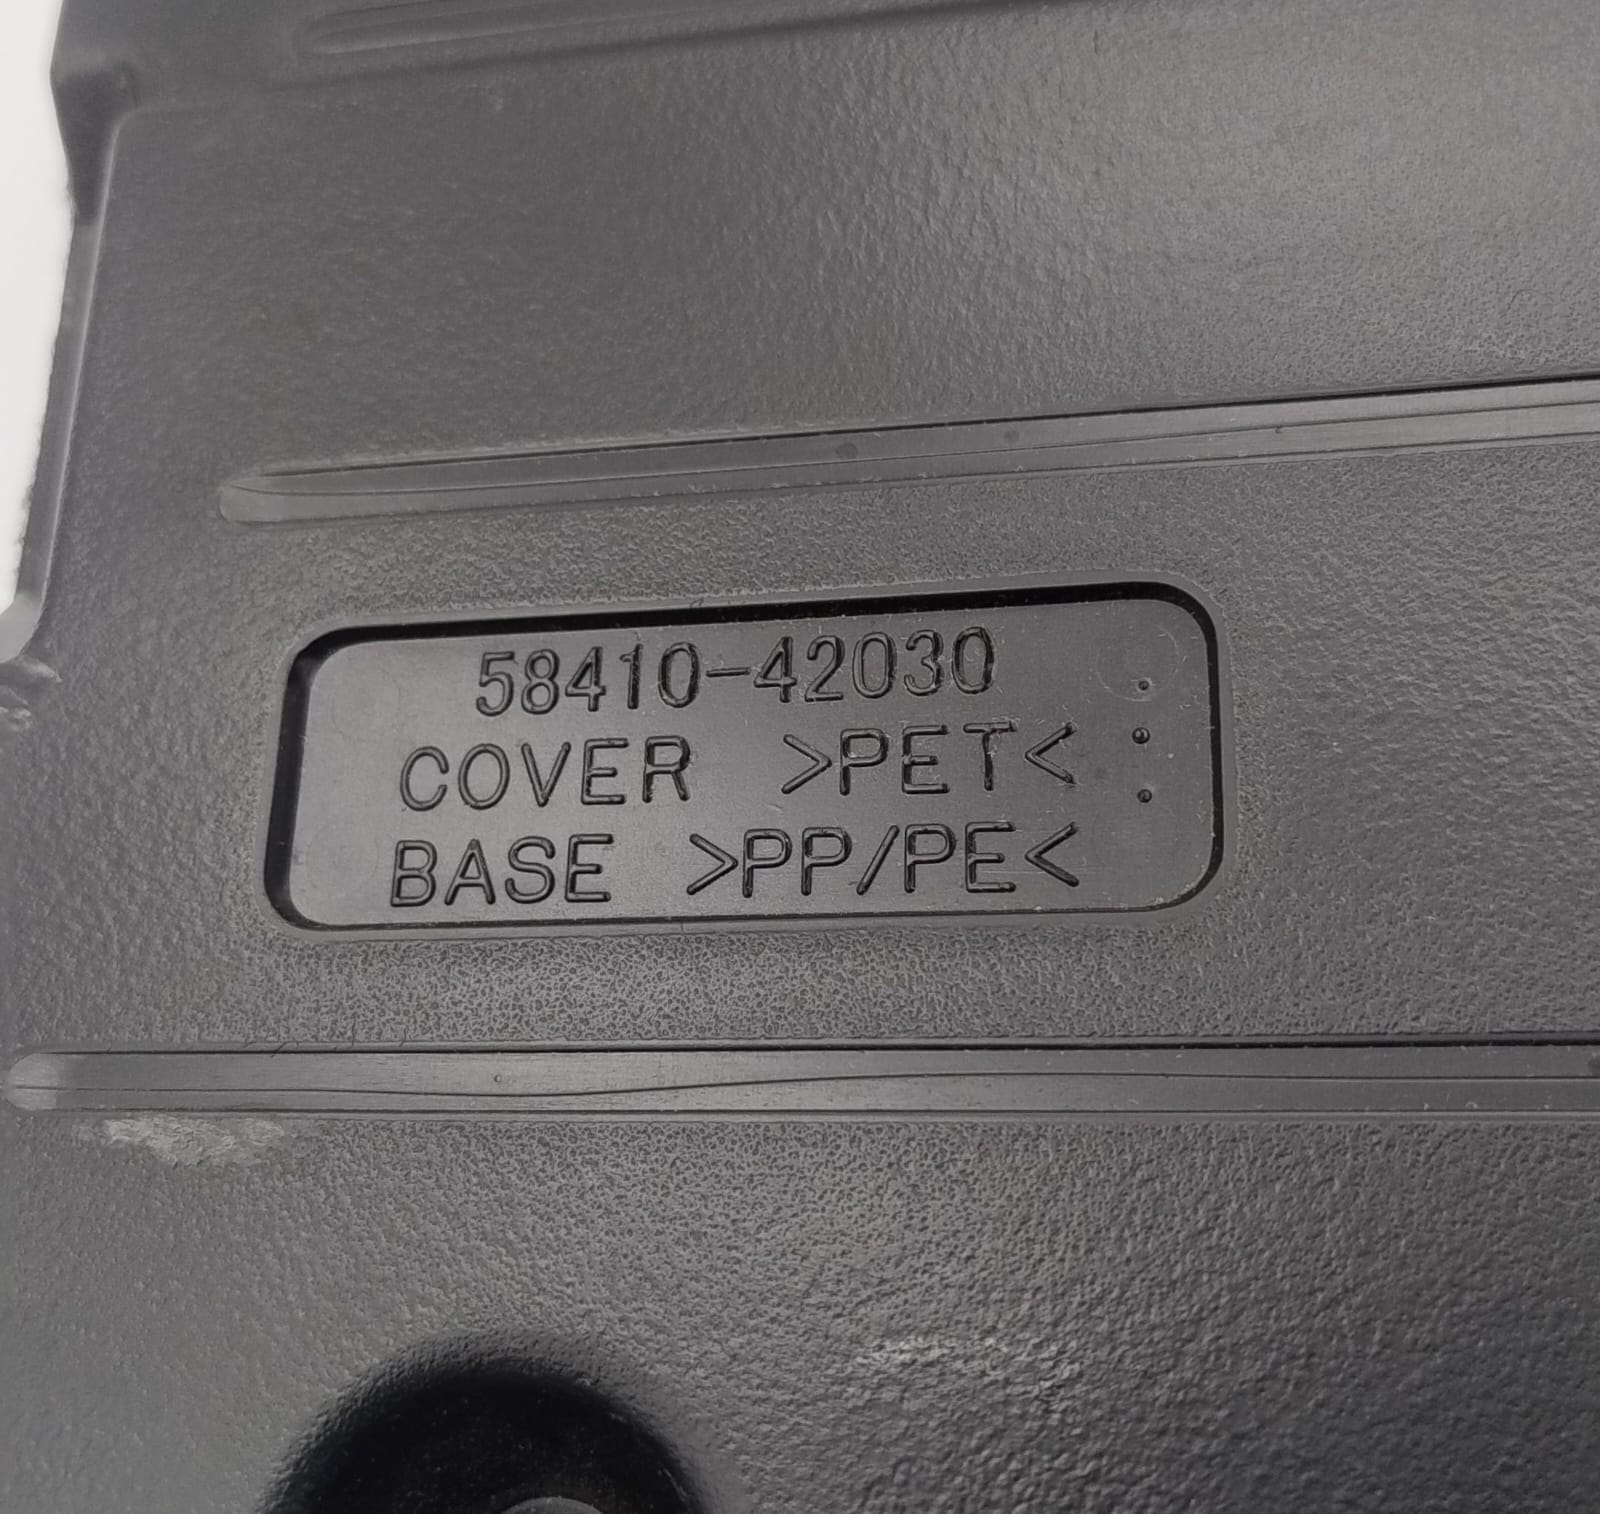 58410-42030
COVER >PET<
BASE >PP/PE<